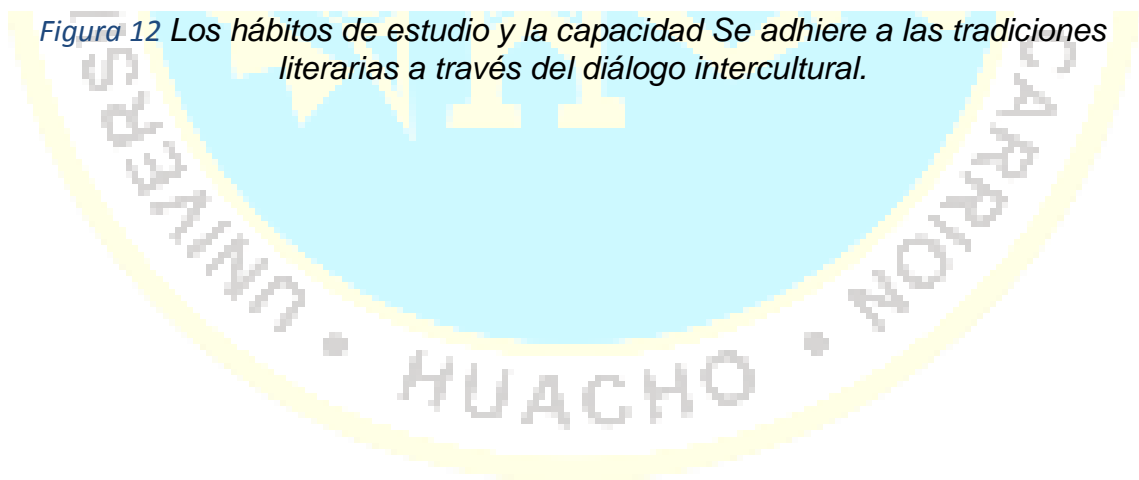 Figura 12 Los hábitos de estudio y la capacidad Se adhiere a las tradiciones
literarias a través del diálogo intercultural.
UNIVERS
HUACHO
CARRION